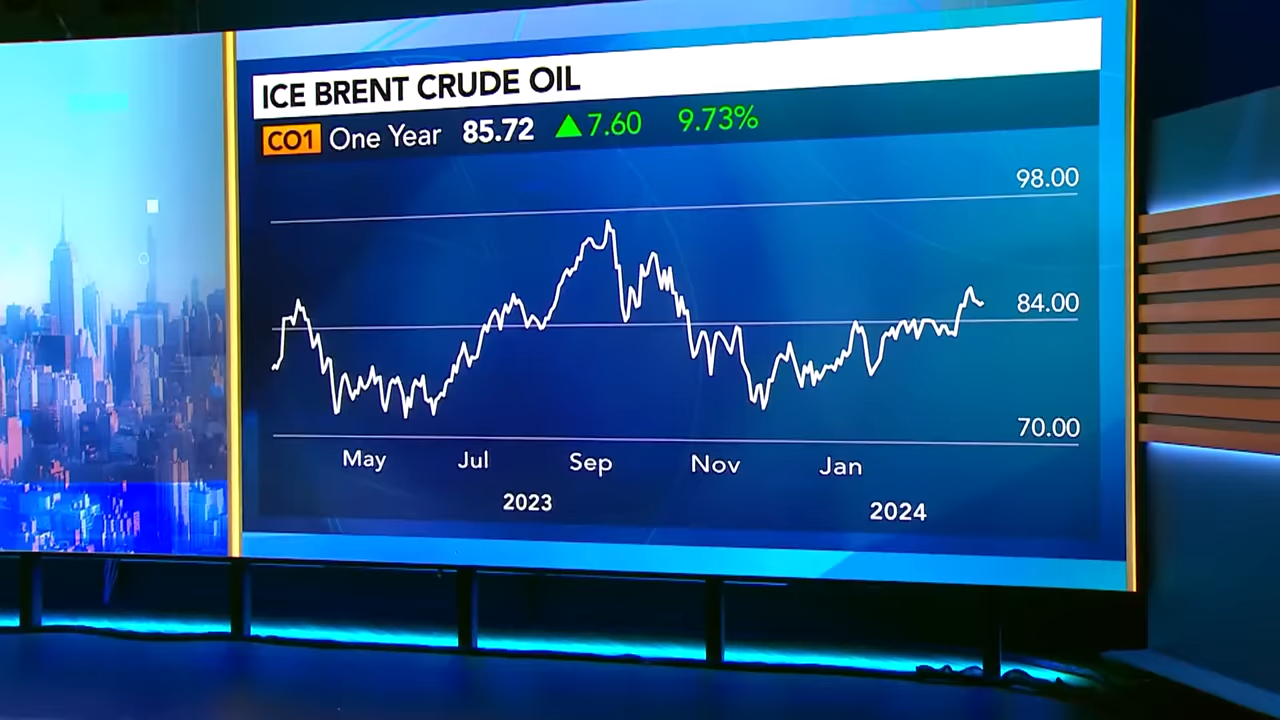 ICE BRENT CRUDE OIL
CO1 One Year 85.72 ▲7.60 9.73%
98.00
84.00
70.00
May Jul Sep Nov Jan
2023 2024